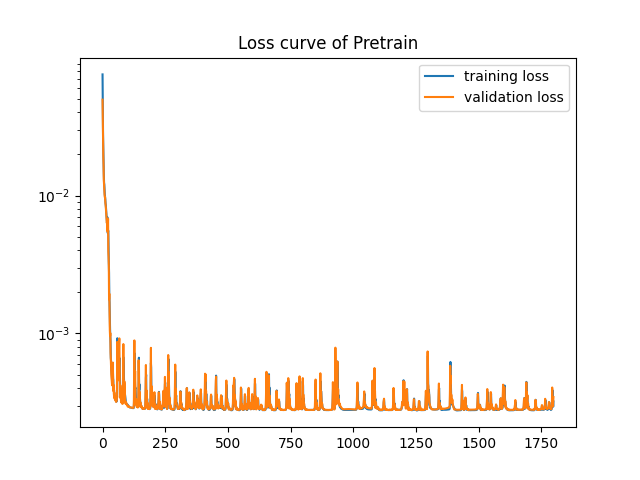 Loss curve of Pretrain
training loss
validation loss
10⁻²
10⁻³
0 250 500 750 1000 1250 1500 1750